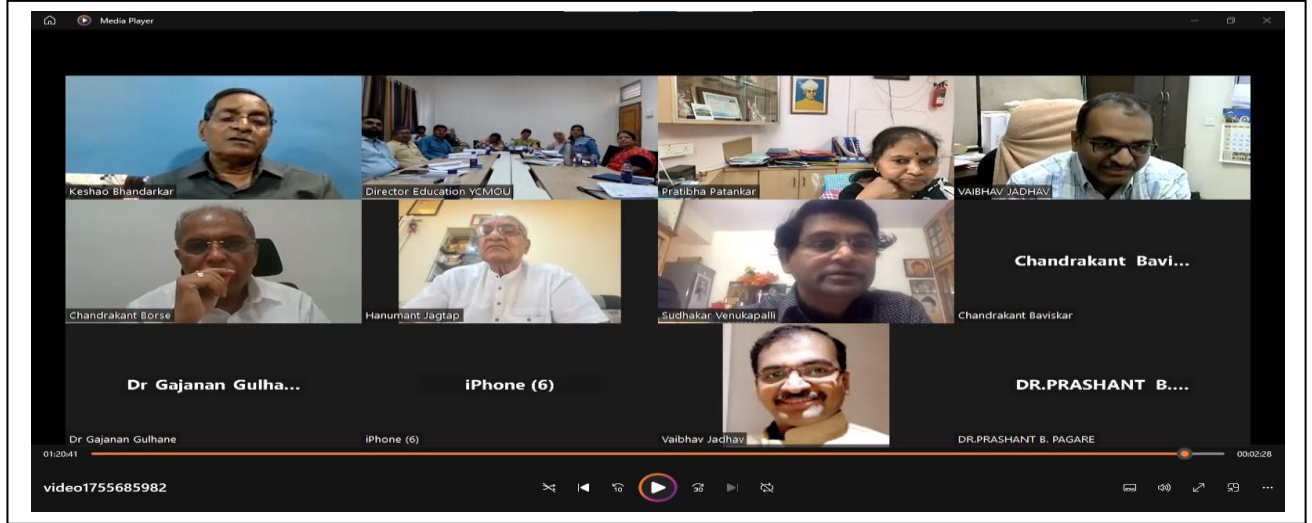 Media Player
Keshao Bhandarkar
Director Education YCMOU
Pratibha Patankar
VAIBHAV JADHAV
Chandrakant Bavi...
Chandrakant Borse
Hanumant Jagtap
Sudhakar Venukapalli
Chandrakant Baviskar
Dr Gajanan Gulha...
iPhone (6)
DR.PRASHANT B....
Dr Gajanan Gulhane
iPhone (6)
Vaibhav Jadhav
DR.PRASHANT B. PAGARE
01:20:41
00:02:28
video1755685982
10
30